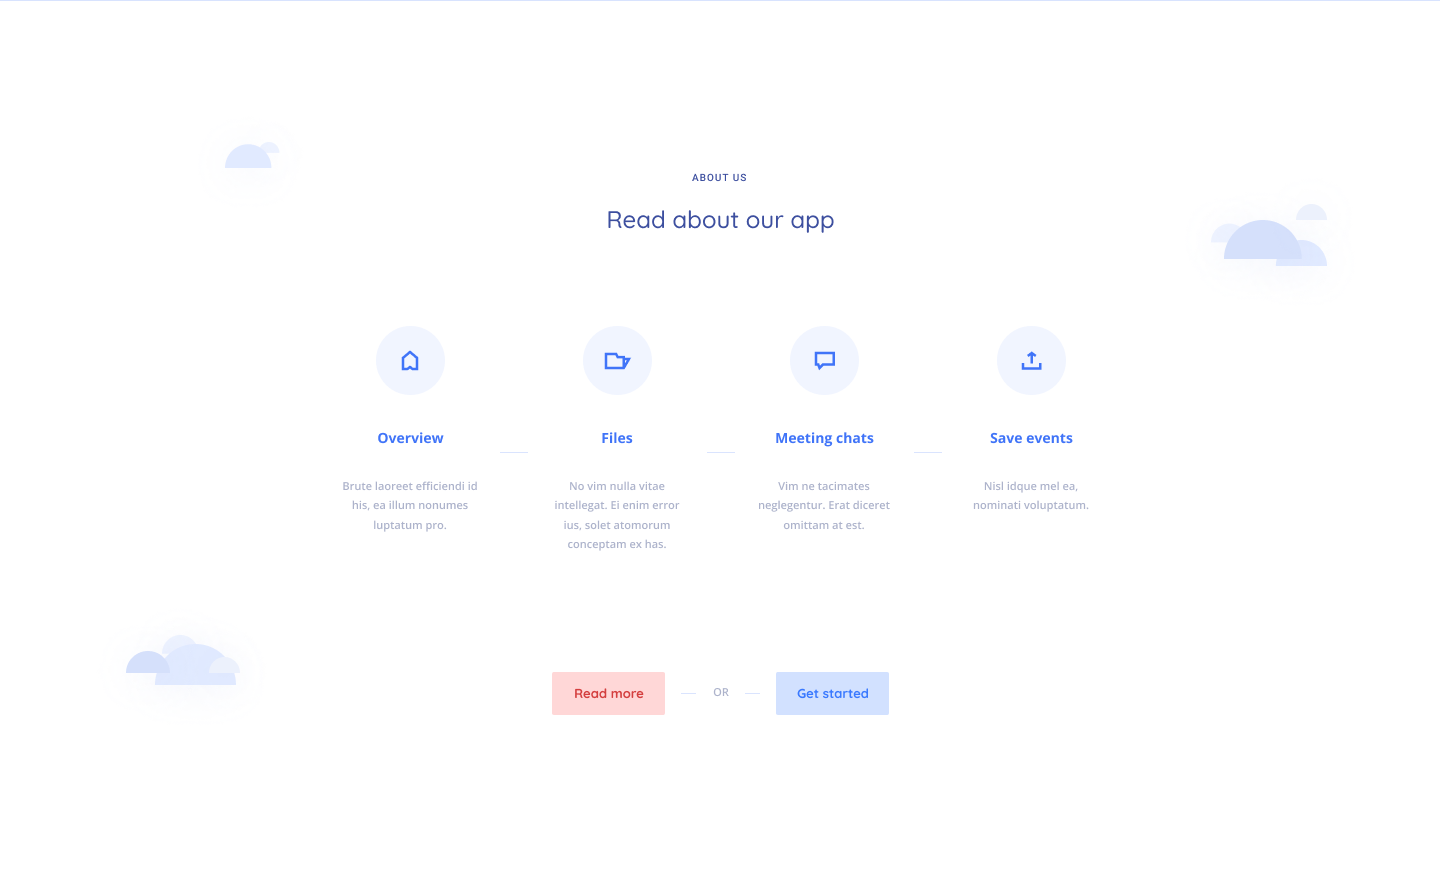 ABOUT US
Read about our app
Overview
Files
Meeting chats
Save events
Brute laoreet efficiendi id
his, ea illum nonumes
luptatum pro.
No vim nulla vitae
intellegat. Ei enim error
ius, solet atomorum
conceptam ex has.
Vim ne tacimates
neglegentur. Erat diceret
omittam at est.
Nisl idque mel ea,
nominati voluptatum.
Read more
OR
Get started